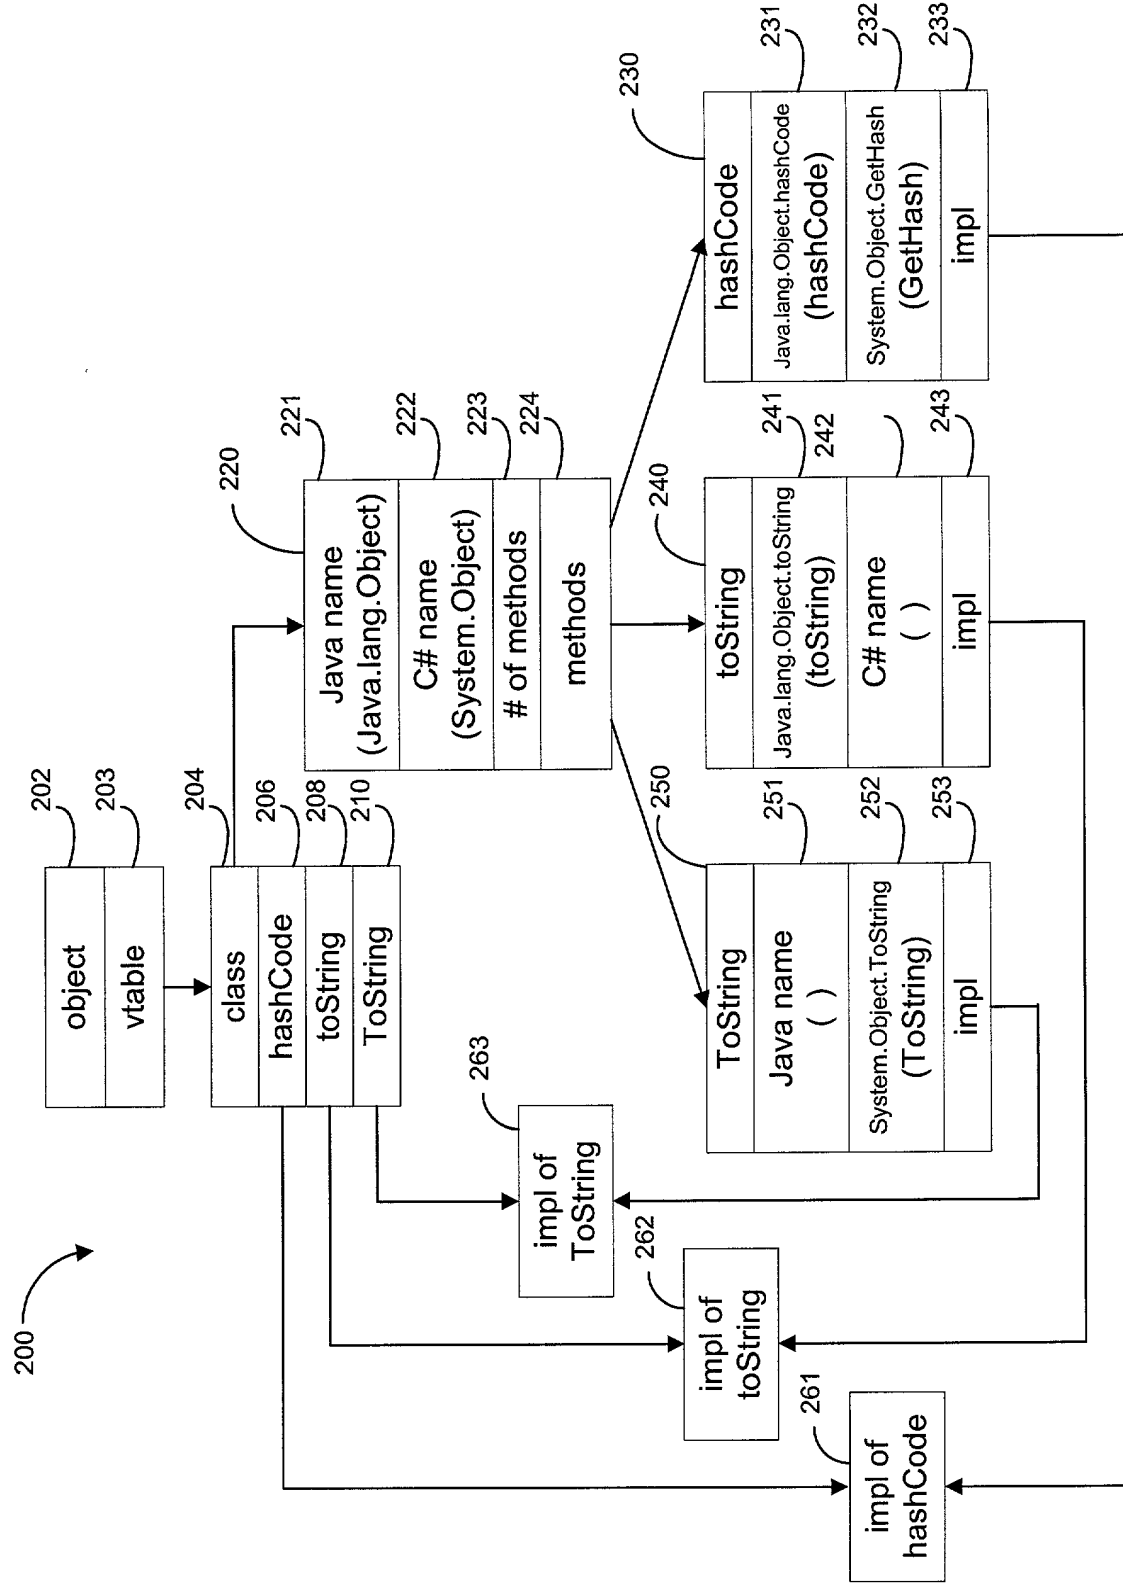 200
object
202
vtable
203
class
204
hashCode
206
toString
208
ToString
210
220
Java name
(Java.lang.Object)
221
C# name
(System.Object)
222
# of methods
223
methods
224
263
impl of
ToString
262
impl of
toString
261
impl of
hashCode
250
ToString
Java name
( )
251
System.Object.ToString
(ToString)
252
impl
253
240
toString
Java.lang.Object.toString
(toString)
241
C# name
( )
242
impl
243
230
hashCode
Java.lang.Object.hashCode
(hashCode)
231
System.Object.GetHash
(GetHash)
232
impl
233